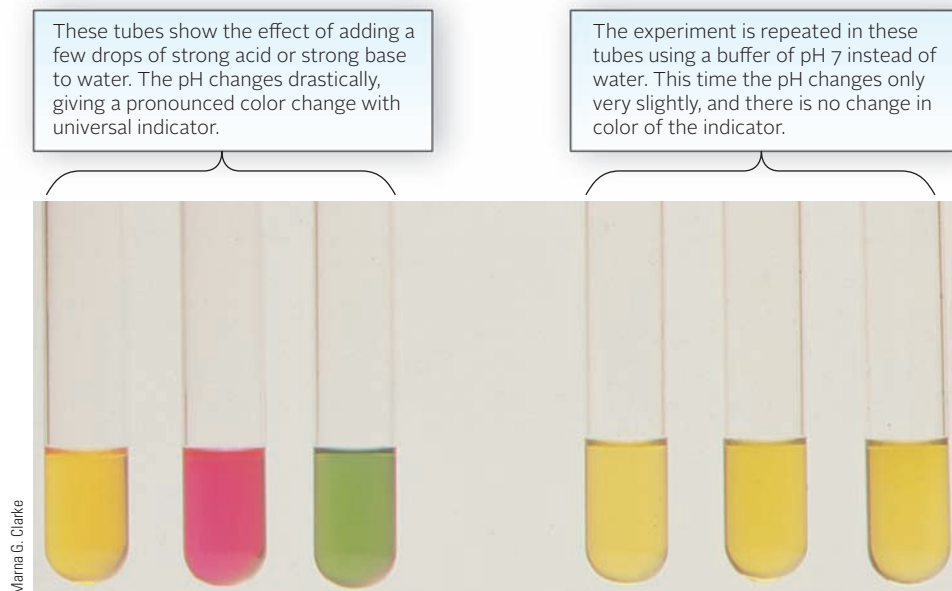 These tubes show the effect of adding a
few drops of strong acid or strong base
to water. The pH changes drastically,
giving a pronounced color change with
universal indicator.
The experiment is repeated in these
tubes using a buffer of pH 7 instead of
water. This time the pH changes only
very slightly, and there is no change in
color of the indicator.
Marna G. Clarke